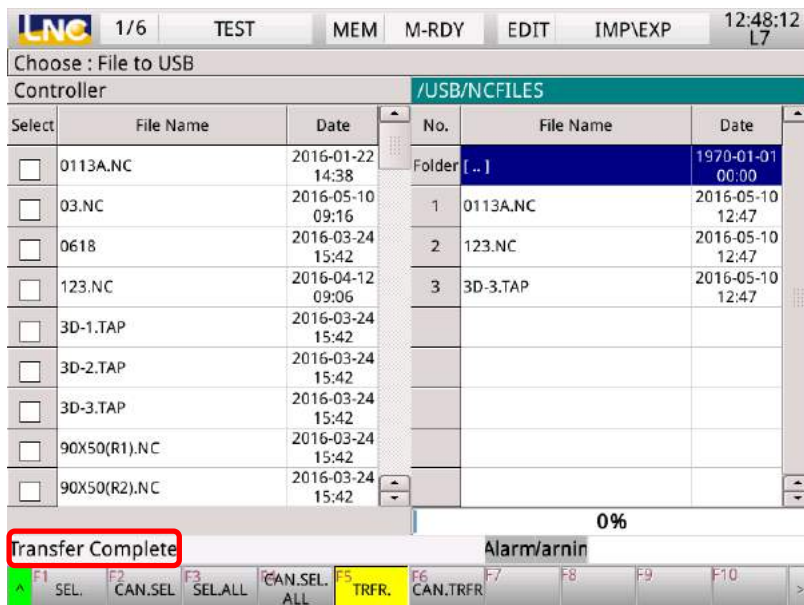 LNC 1/6 TEST MEM M-RDY EDIT IMP\EXP 12:48:12
L7
Choose : File to USB
Controller /USB/NCFILES
Select File Name Date No. File Name Date
0113A.NC 2016-01-22 14:38 Folder [ .. ] 1970-01-01 00:00
03.NC 2016-05-10 09:16 1 0113A.NC 2016-05-10 12:47
0618 2016-03-24 15:42 2 123.NC 2016-05-10 12:47
123.NC 2016-04-12 09:06 3 3D-3.TAP 2016-05-10 12:47
3D-1.TAP 2016-03-24 15:42
3D-2.TAP 2016-03-24 15:42
3D-3.TAP 2016-03-24 15:42
90X50(R1).NC 2016-03-24 15:42
90X50(R2).NC 2016-03-24 15:42
0%
Transfer Complete Alarm/arnin
^ F1 SEL. F2 CAN.SEL F3 SEL.ALL F4 CAN.SEL. ALL F5 TRFR. F6 CAN.TRFR F7 F8 F9 F10 >